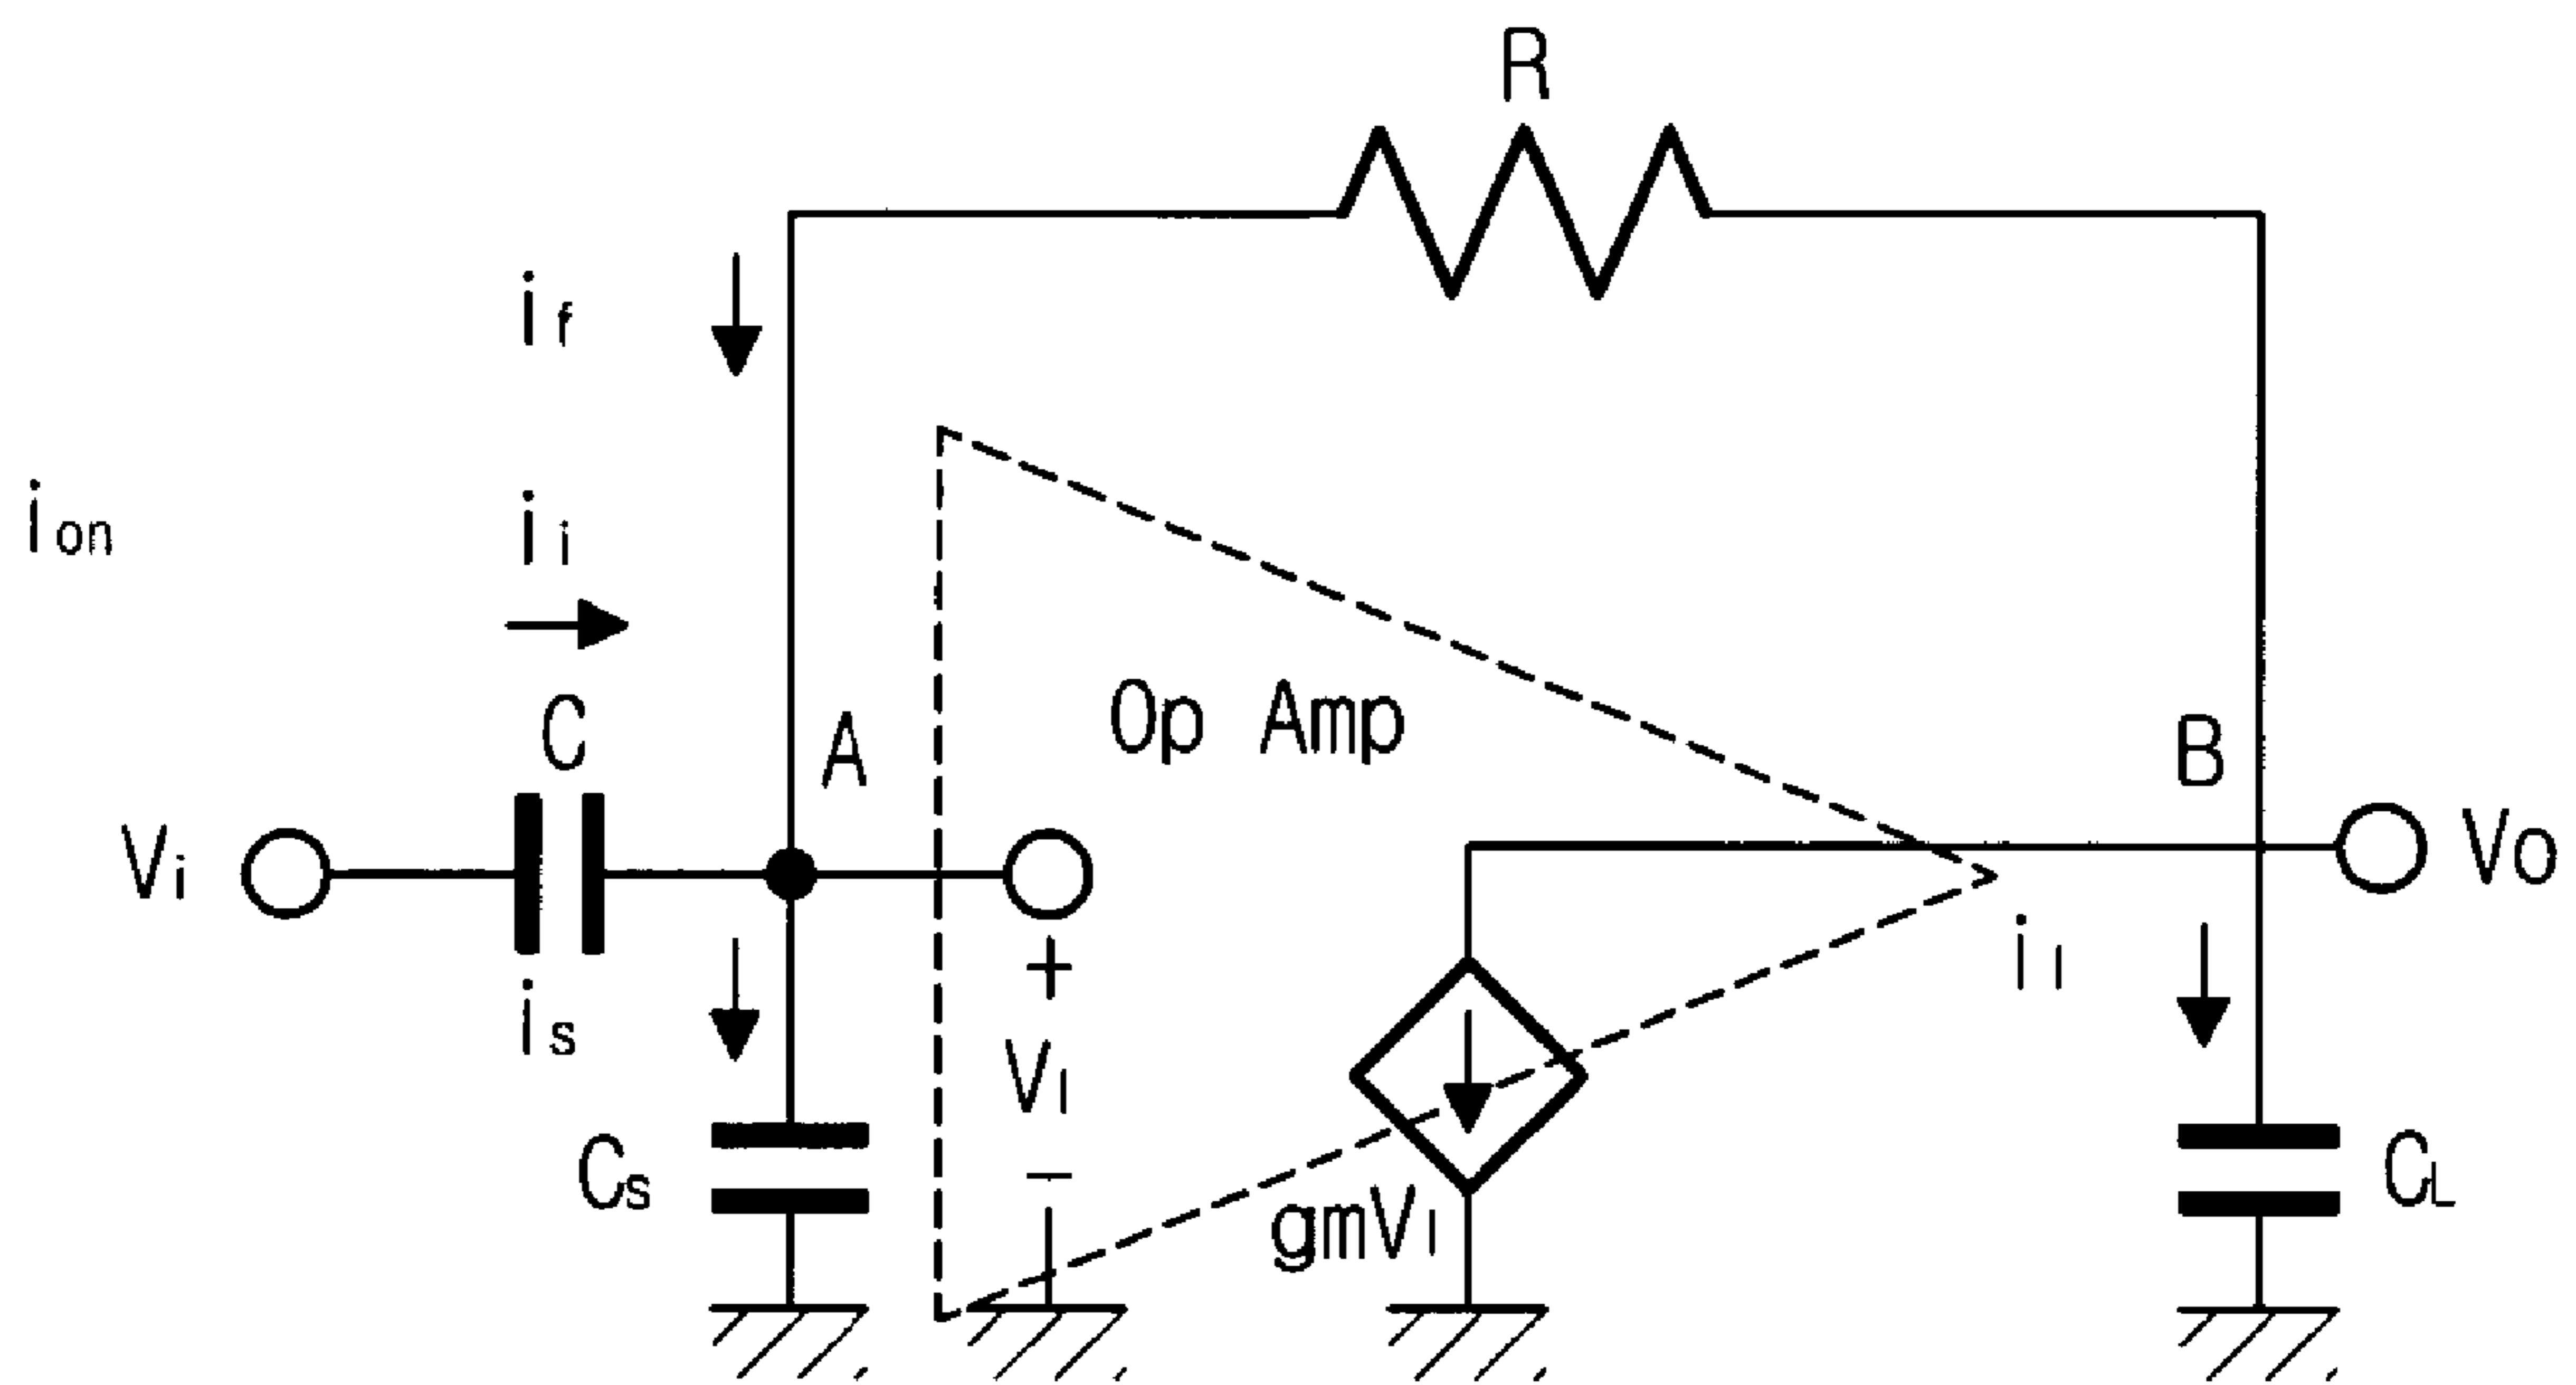 R
if
ion
ii
C
A
Op Amp
B
Vi
Vo
is
+
V1
−
i1
Cs
gmV1
CL